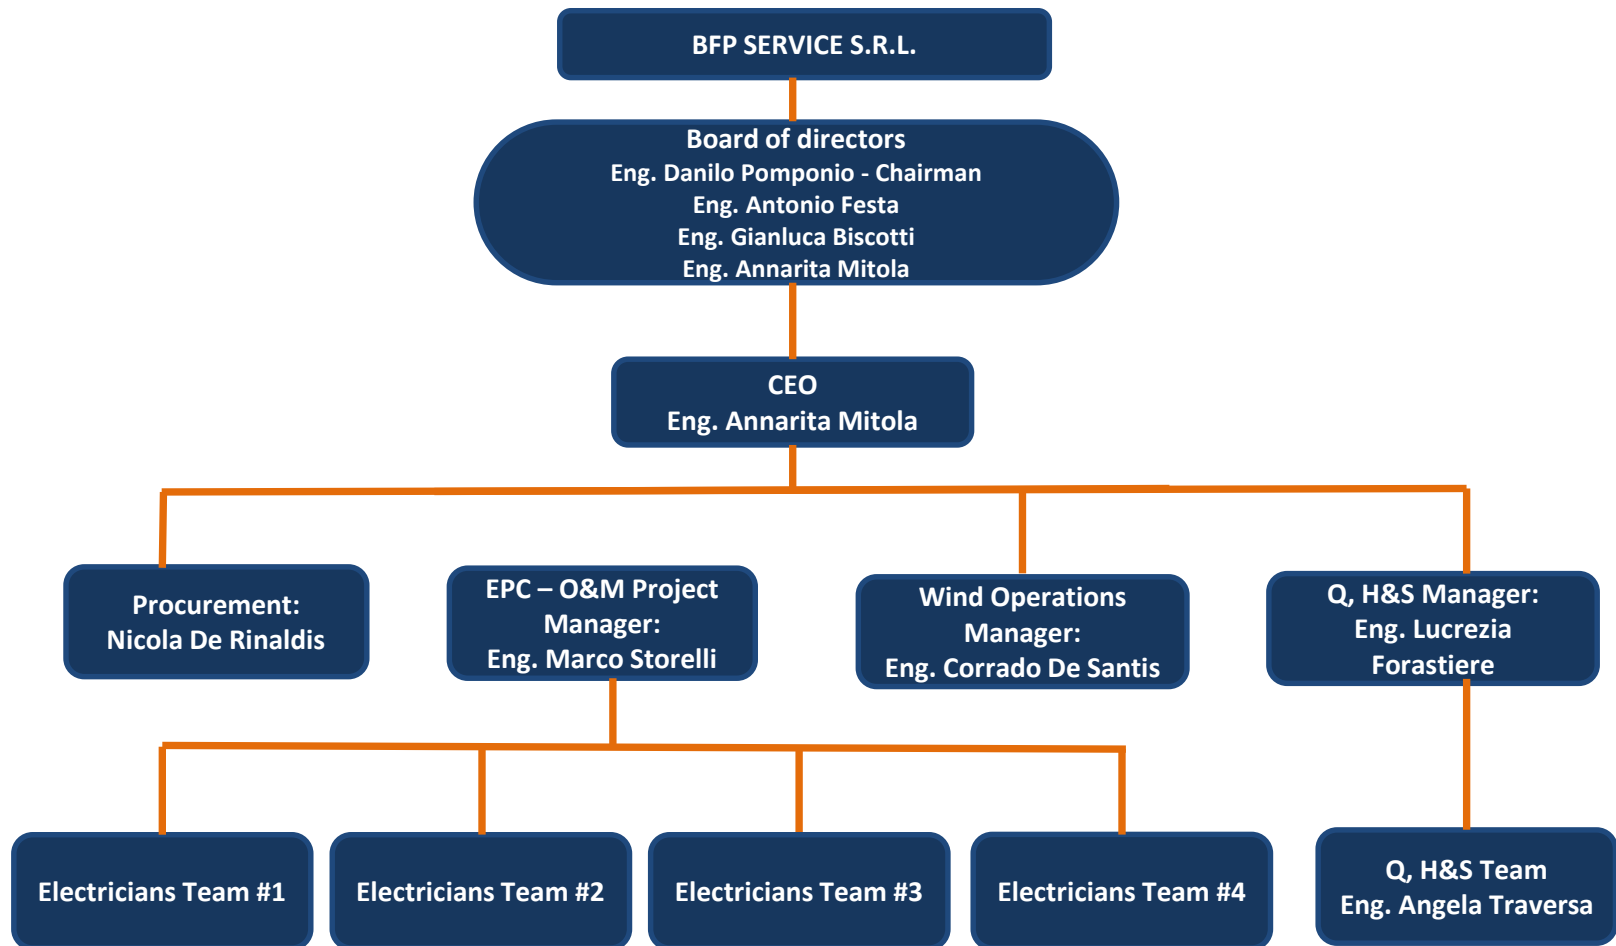 BFP SERVICE S.R.L.
Board of directors
Eng. Danilo Pomponio - Chairman
Eng. Antonio Festa
Eng. Gianluca Biscotti
Eng. Annarita Mitola
CEO
Eng. Annarita Mitola
Procurement:
Nicola De Rinaldis
EPC – O&M Project
Manager:
Eng. Marco Storelli
Wind Operations
Manager:
Eng. Corrado De Santis
Q, H&S Manager:
Eng. Lucrezia
Forastiere
Electricians Team #1
Electricians Team #2
Electricians Team #3
Electricians Team #4
Q, H&S Team
Eng. Angela Traversa